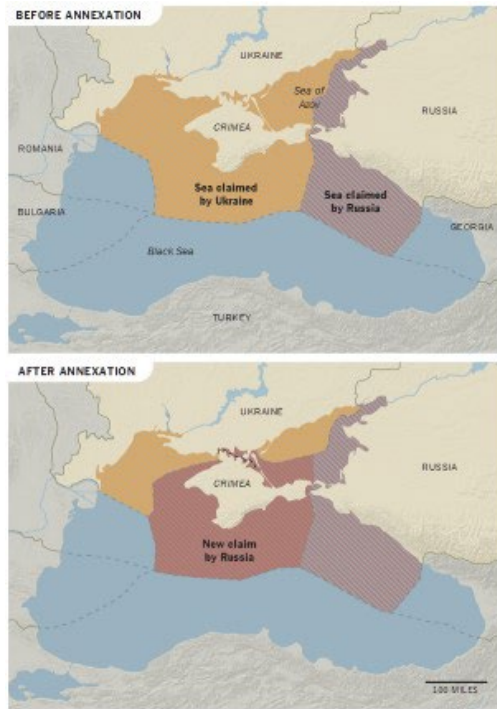 BEFORE ANNEXATION
UKRAINE
Sea of
Azov
CRIMEA
RUSSIA
ROMANIA
Sea claimed
by Ukraine
Sea claimed
by Russia
BULGARIA
GEORGIA
Black Sea
TURKEY
AFTER ANNEXATION
UKRAINE
RUSSIA
CRIMEA
New claim
by Russia
100 MILES